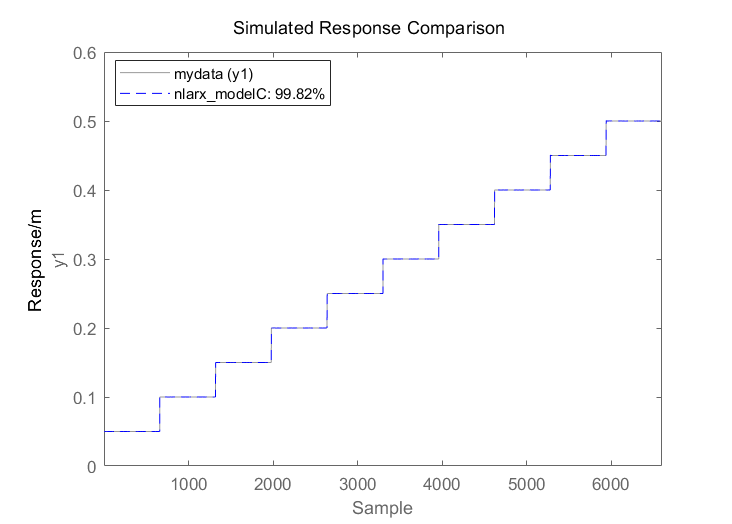 Simulated Response Comparison
0.6
mydata (y1)
nlarx_modelC: 99.82%
0.5
0.4
Response/m
y1
0.3
0.2
0.1
0
1000 2000 3000 4000 5000 6000
Sample